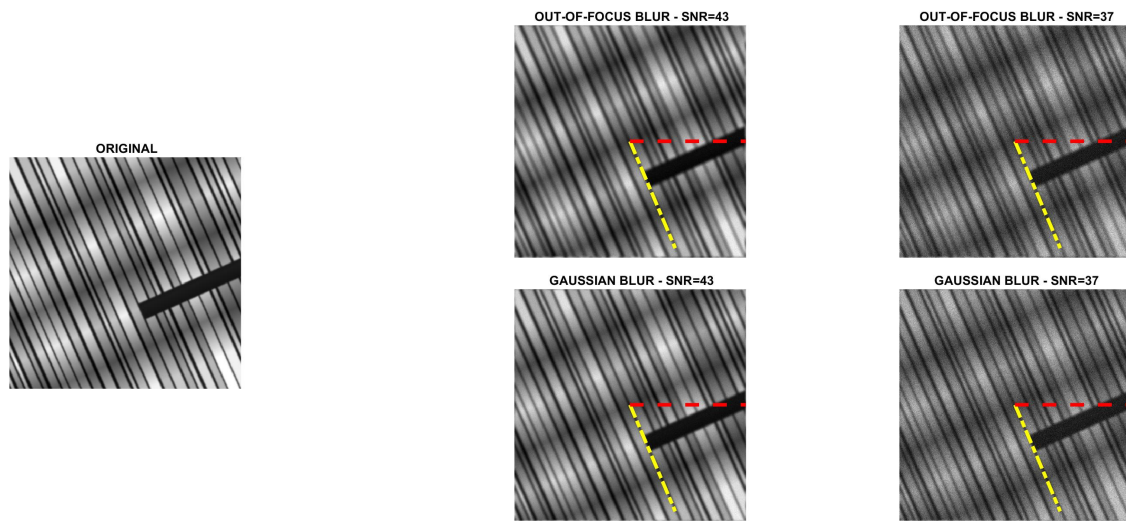 ORIGINAL
OUT-OF-FOCUS BLUR - SNR=43
OUT-OF-FOCUS BLUR - SNR=37
GAUSSIAN BLUR - SNR=43
GAUSSIAN BLUR - SNR=37